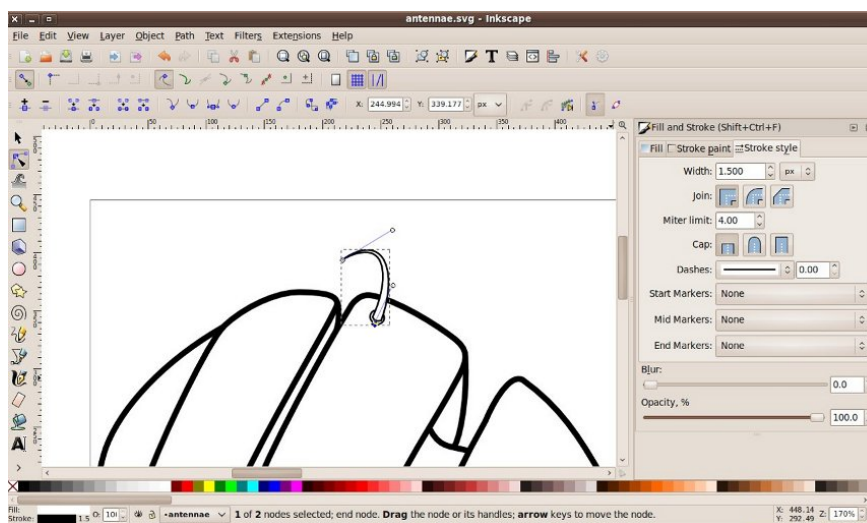 antennae.svg - Inkscape
File Edit View Layer Object Path Text Filters Extensions Help
X: 244.994 Y: 339.177 px
Fill and Stroke (Shift+Ctrl+F)
Fill Stroke paint Stroke style
Width: 1.500 px
Join:
Miter limit: 4.00
Cap:
Dashes: 0.00
Start Markers: None
Mid Markers: None
End Markers: None
Blur:
0.0
Opacity, %
100.0
Fill:
Stroke: 1.5 O: 10 •antennae 1 of 2 nodes selected; end node. Drag the node or its handles; arrow keys to move the node. X: 448.14 Y: 292.49 Z: 170%